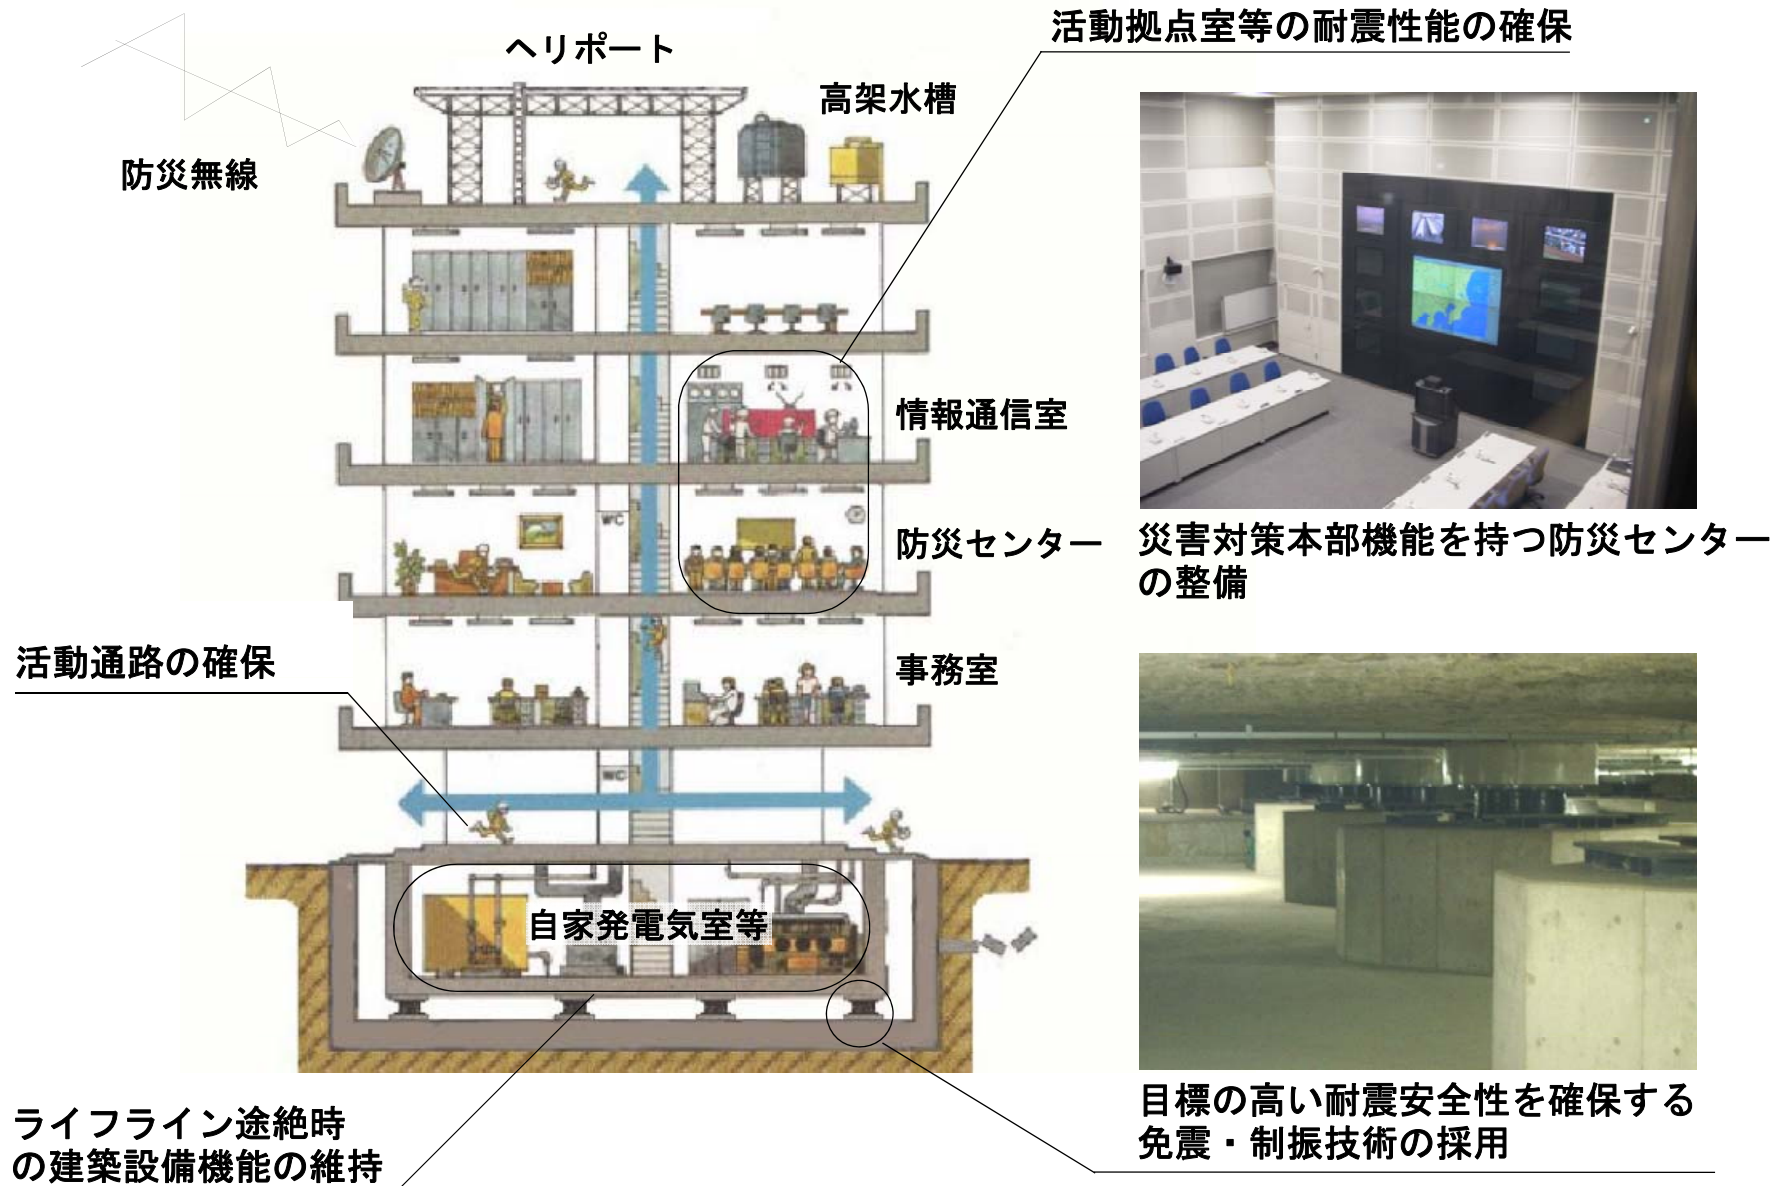 活動拠点室等の耐震性能の確保
ヘリポート
高架水槽
防災無線
情報通信室
防災センター
WC
災害対策本部機能を持つ防災センター
の整備
活動通路の確保
事務室
WC
自家発電気室等
目標の高い耐震安全性を確保する
免震・制振技術の採用
ライフライン途絶時
の建築設備機能の維持